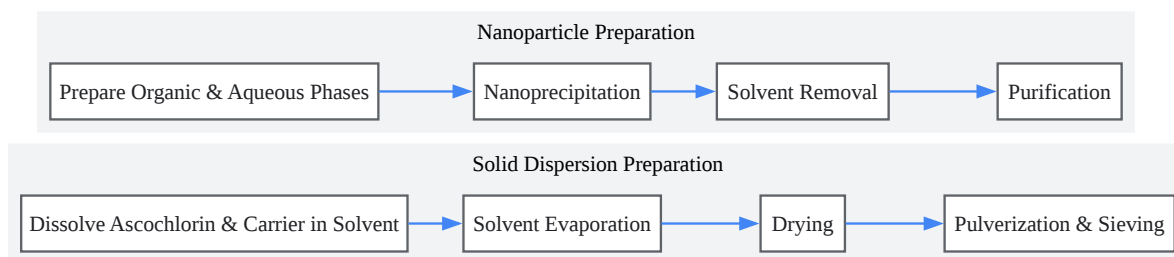 Nanoparticle Preparation
Prepare Organic & Aqueous Phases
Nanoprecipitation
Solvent Removal
Purification
Solid Dispersion Preparation
Dissolve Ascochlorin & Carrier in Solvent
Solvent Evaporation
Drying
Pulverization & Sieving